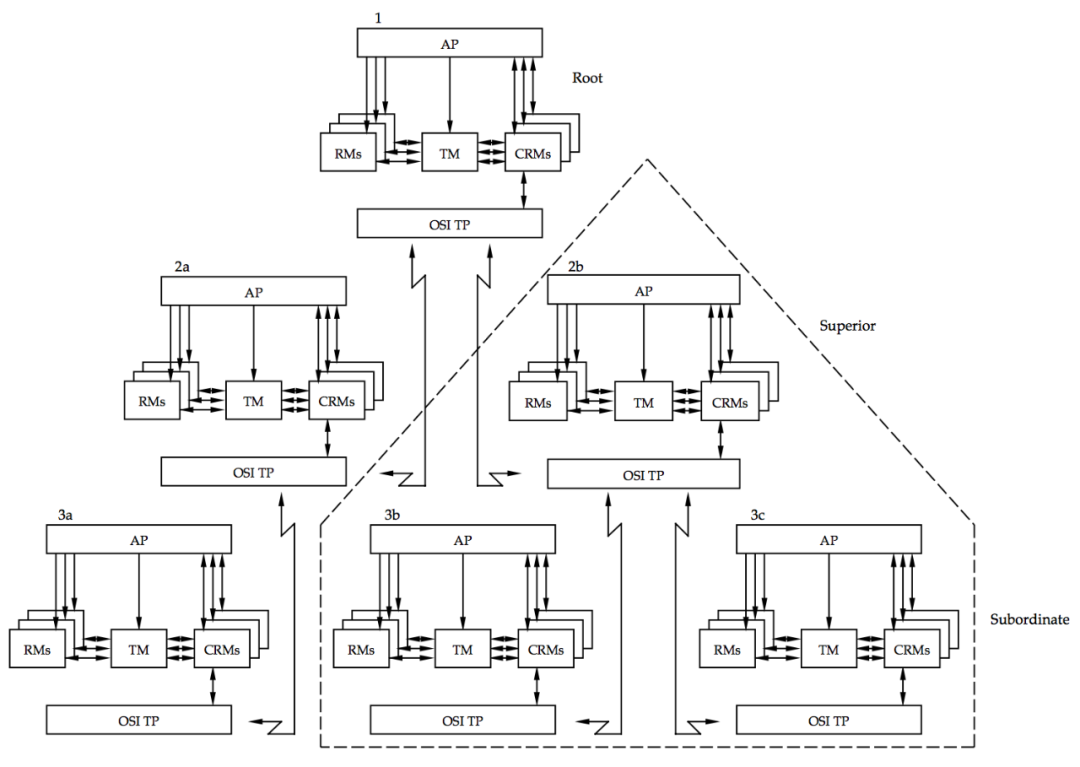 1
AP
Root
RMs
TM
CRMs
OSI TP
2a
AP
RMs
TM
CRMs
OSI TP
2b
AP
Superior
RMs
TM
CRMs
OSI TP
3a
AP
RMs
TM
CRMs
OSI TP
3b
AP
RMs
TM
CRMs
OSI TP
3c
AP
Subordinate
RMs
TM
CRMs
OSI TP